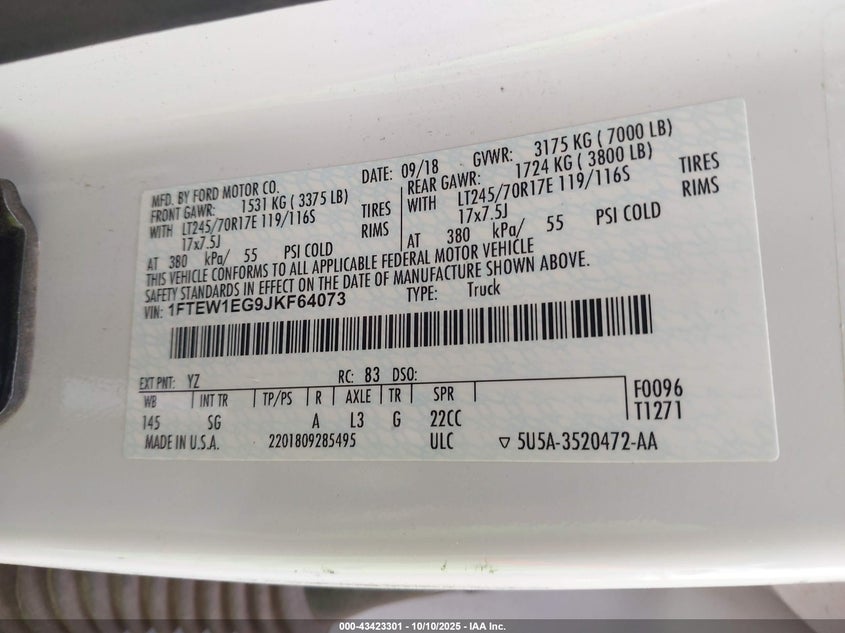 MFD. BY FORD MOTOR CO. DATE: 09/18 GVWR: 3175 KG ( 7000 LB)
FRONT GAWR: 1531 KG ( 3375 LB) REAR GAWR: 1724 KG ( 3800 LB)
WITH LT245/70R17E 119/116S TIRES WITH LT245/70R17E 119/116S TIRES
17x7.5J RIMS 17x7.5J RIMS
AT 380 kPa/ 55 PSI COLD AT 380 kPa/ 55 PSI COLD
THIS VEHICLE CONFORMS TO ALL APPLICABLE FEDERAL MOTOR VEHICLE
SAFETY STANDARDS IN EFFECT ON THE DATE OF MANUFACTURE SHOWN ABOVE.
VIN: 1FTEW1EG9JKF64073 TYPE: Truck
EXT PNT: YZ RC: 83 DSO:
WB INT TR TP/PS R AXLE TR SPR F0096
145 SG A L3 G 22CC T1271
MADE IN U.S.A. 2201809285495 ULC ▽ 5U5A-3520472-AA
000-43423301 - 10/10/2025 - IAA Inc.